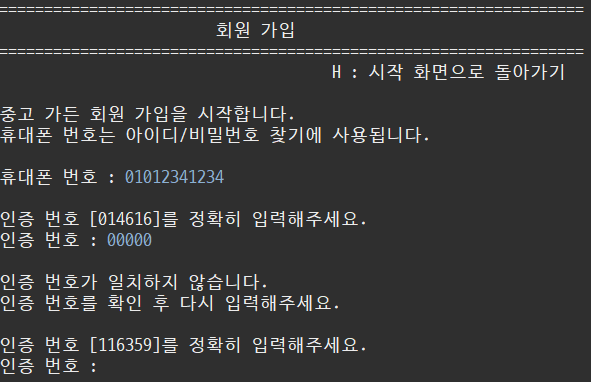 =================================================================
회원 가입
=================================================================
H : 시작 화면으로 돌아가기
중고 가든 회원 가입을 시작합니다.
휴대폰 번호는 아이디/비밀번호 찾기에 사용됩니다.
휴대폰 번호 : 01012341234
인증 번호 [014616]를 정확히 입력해주세요.
인증 번호 : 00000
인증 번호가 일치하지 않습니다.
인증 번호를 확인 후 다시 입력해주세요.
인증 번호 [116359]를 정확히 입력해주세요.
인증 번호 :